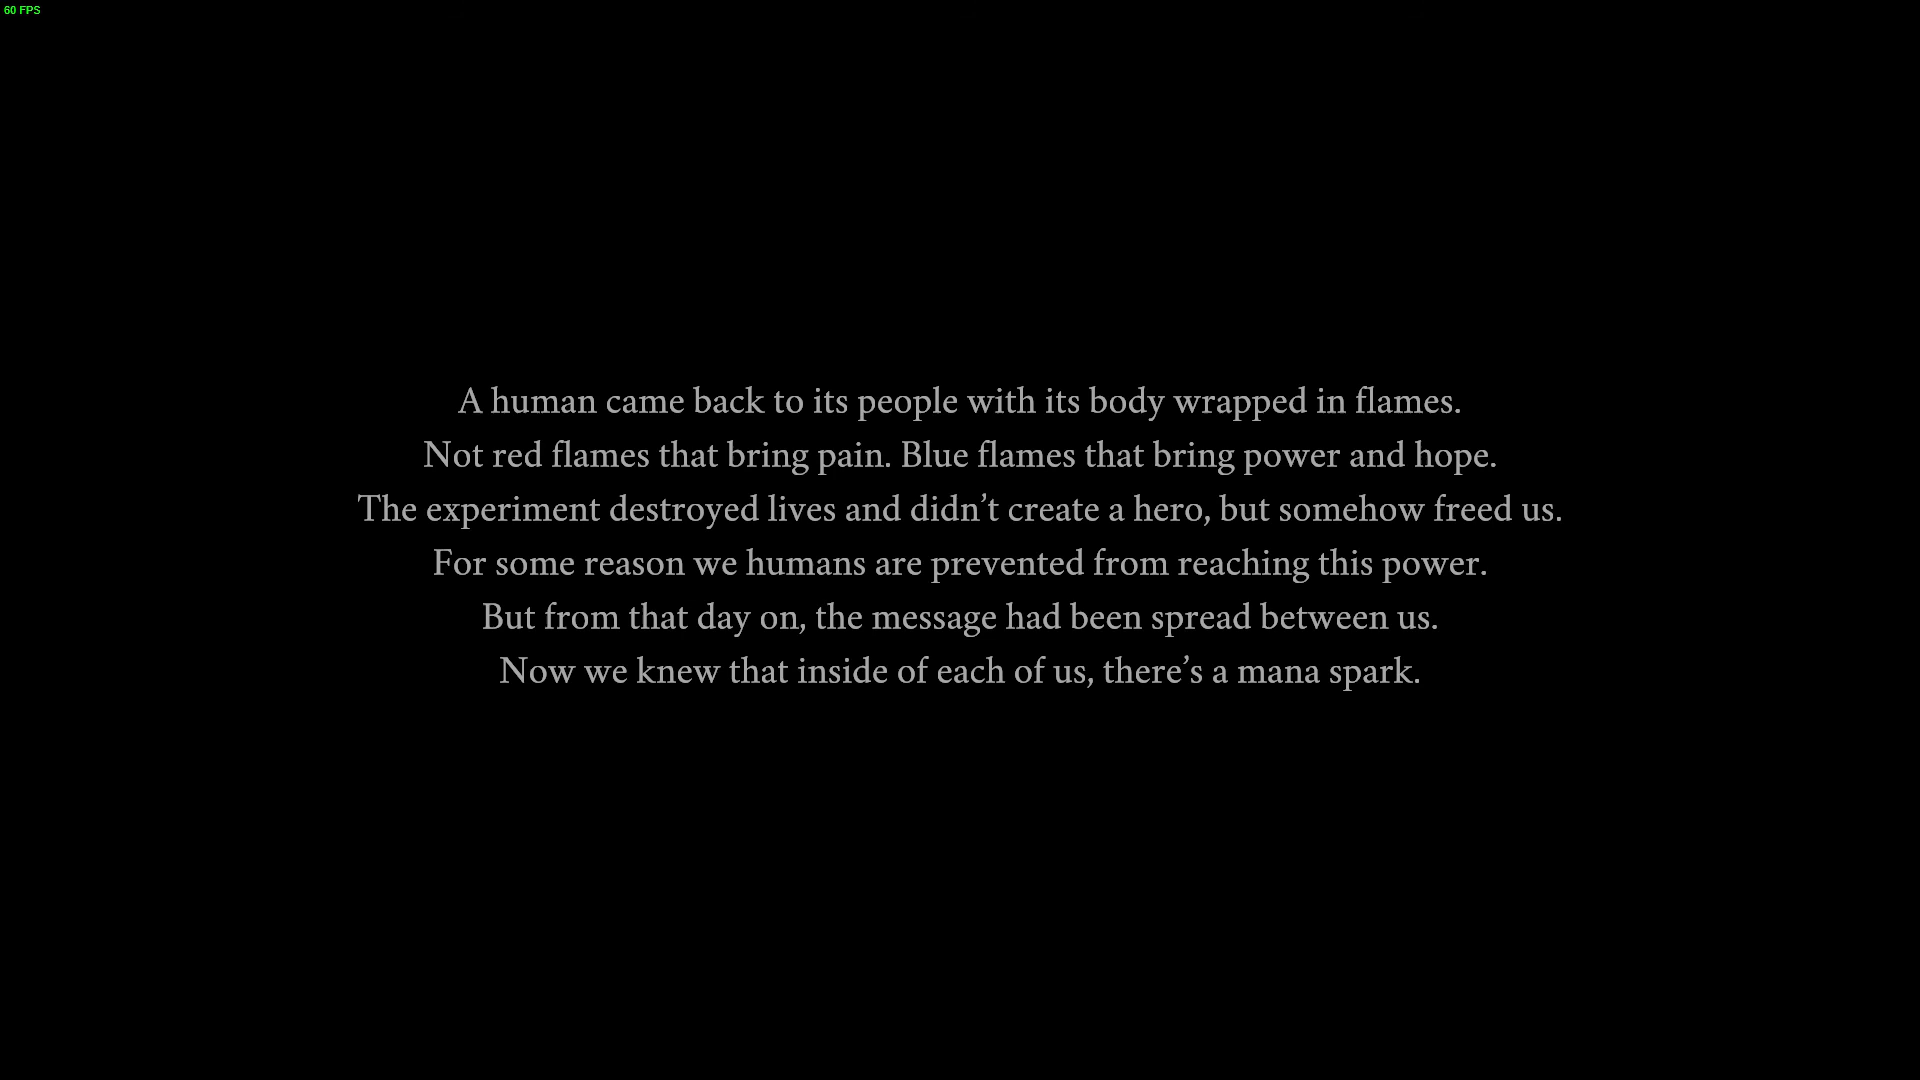 60 FPS
A human came back to its people with its body wrapped in flames.
Not red flames that bring pain. Blue flames that bring power and hope.
The experiment destroyed lives and didn’t create a hero, but somehow freed us.
For some reason we humans are prevented from reaching this power.
But from that day on, the message had been spread between us.
Now we knew that inside of each of us, there’s a mana spark.